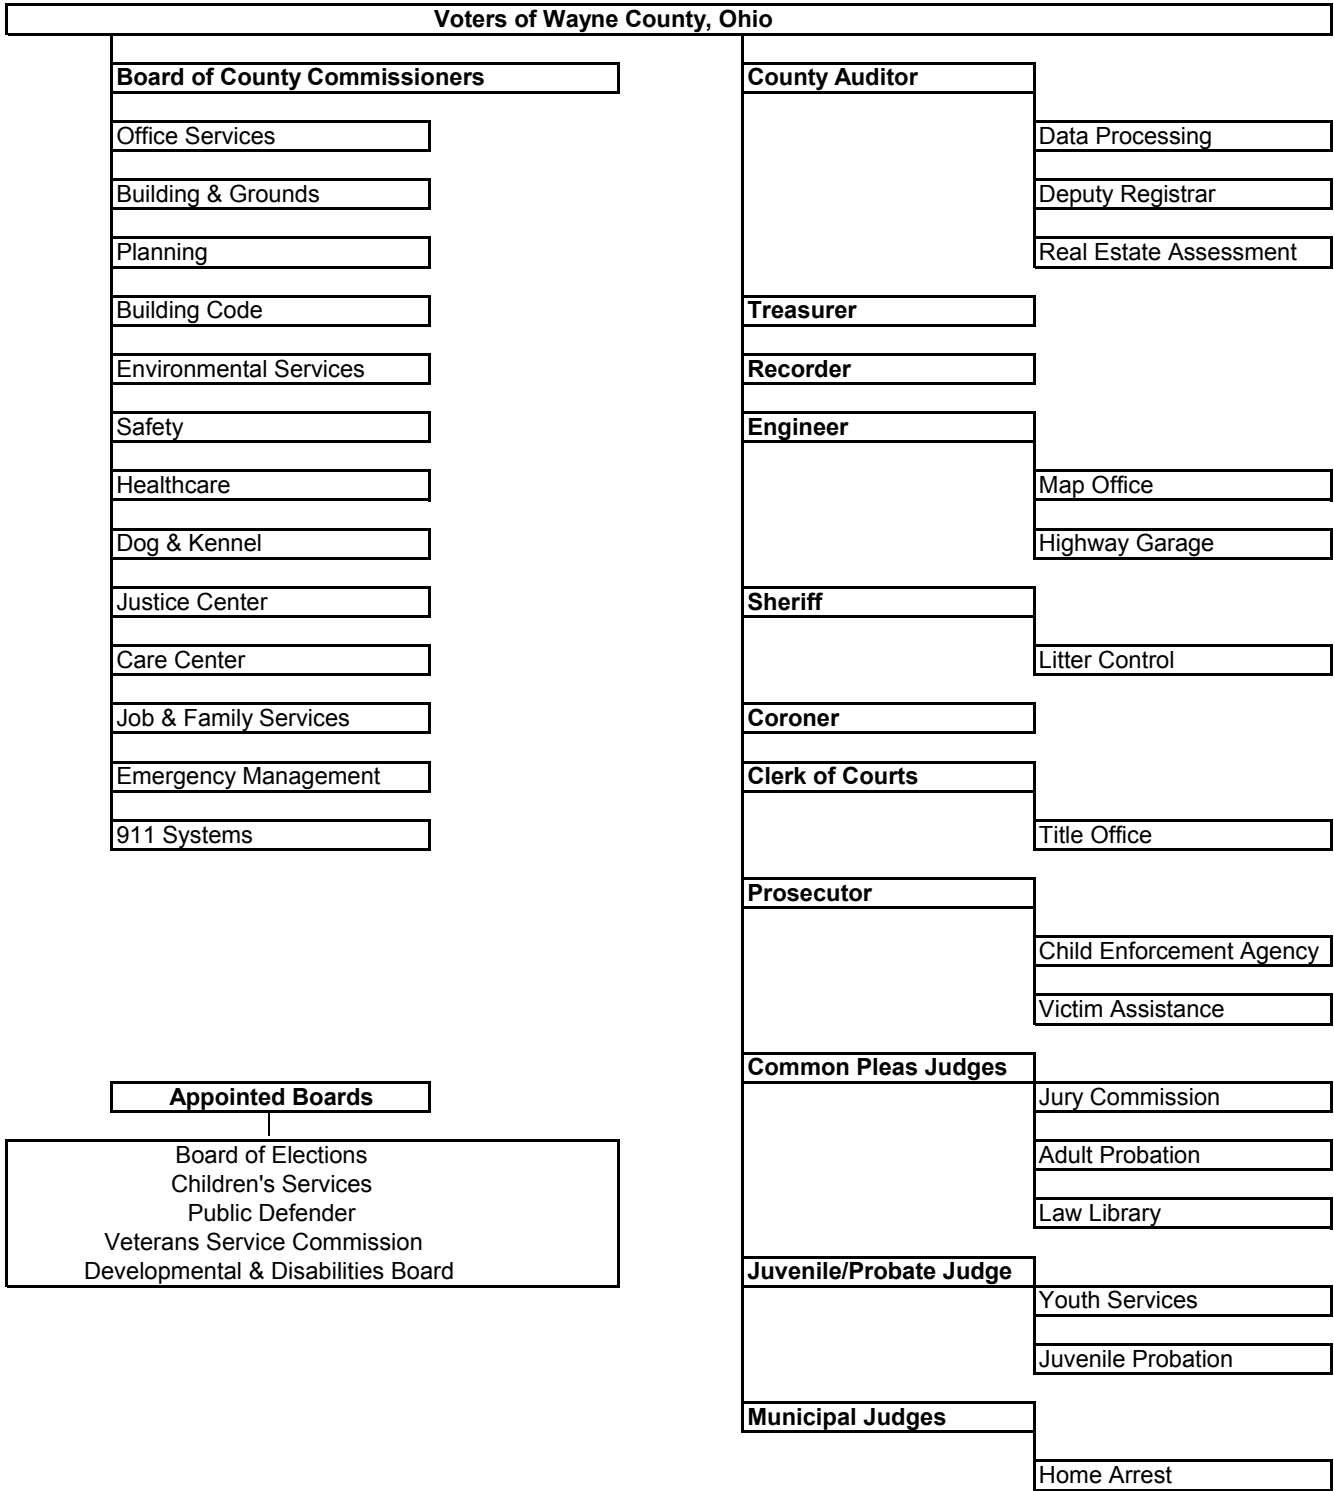 Voters of Wayne County, Ohio
Board of County Commissioners
Office Services
Building & Grounds
Planning
Building Code
Environmental Services
Safety
Healthcare
Dog & Kennel
Justice Center
Care Center
Job & Family Services
Emergency Management
911 Systems
Appointed Boards
Board of Elections
Children's Services
Public Defender
Veterans Service Commission
Developmental & Disabilities Board
County Auditor
Data Processing
Deputy Registrar
Real Estate Assessment
Treasurer
Recorder
Engineer
Map Office
Highway Garage
Sheriff
Litter Control
Coroner
Clerk of Courts
Title Office
Prosecutor
Child Enforcement Agency
Victim Assistance
Common Pleas Judges
Jury Commission
Adult Probation
Law Library
Juvenile/Probate Judge
Youth Services
Juvenile Probation
Municipal Judges
Home Arrest